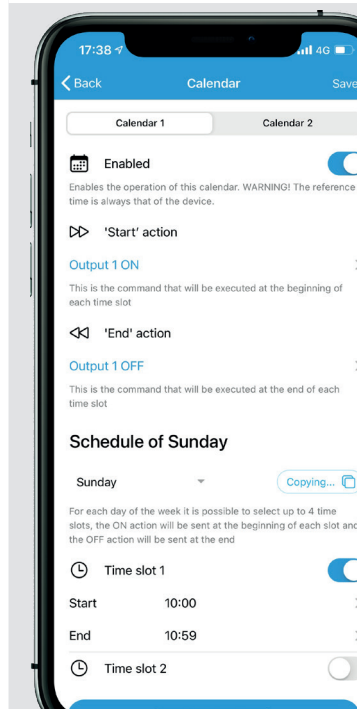 17:38 4G
Back Calendar Save
Calendar 1 Calendar 2
Enabled
Enables the operation of this calendar. WARNING! The reference
time is always that of the device.
'Start' action
Output 1 ON
This is the command that will be executed at the beginning of
each time slot
'End' action
Output 1 OFF
This is the command that will be executed at the end of each
time slot
Schedule of Sunday
Sunday Copying...
For each day of the week it is possible to select up to 4 time
slots, the ON action will be sent at the beginning of each slot and
the OFF action will be sent at the end
Time slot 1
Start 10:00
End 10:59
Time slot 2